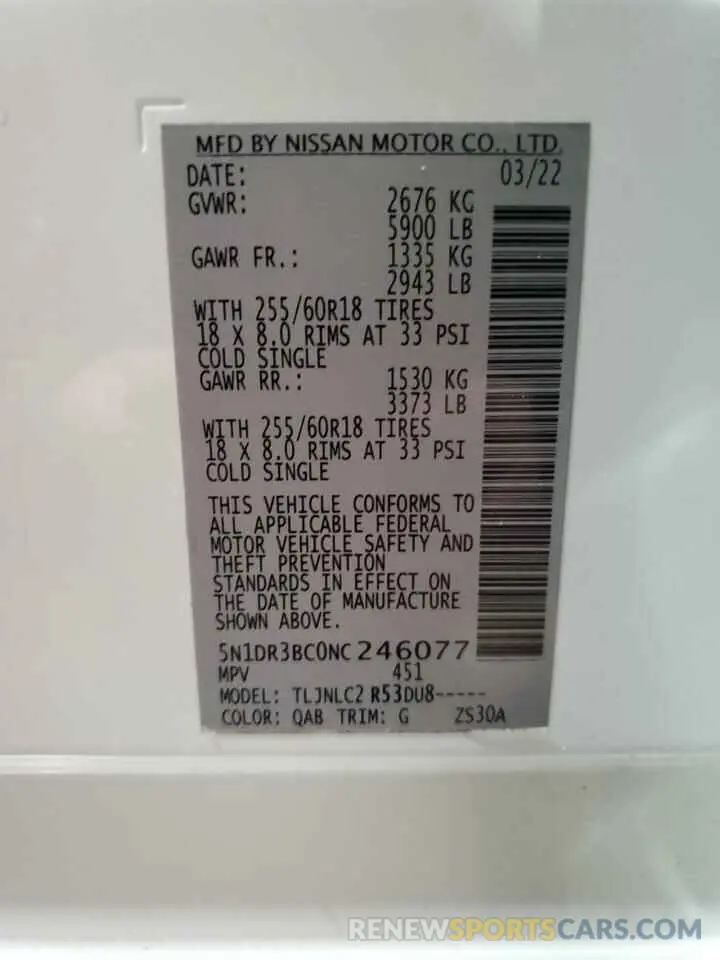 MFD BY NISSAN MOTOR CO., LTD.
DATE: 03/22
GVWR: 2676 KG
5900 LB
GAWR FR.: 1335 KG
2943 LB
WITH 255/60R18 TIRES
18 X 8.0 RIMS AT 33 PSI
COLD SINGLE
GAWR RR.: 1530 KG
3373 LB
WITH 255/60R18 TIRES
18 X 8.0 RIMS AT 33 PSI
COLD SINGLE
THIS VEHICLE CONFORMS TO
ALL APPLICABLE FEDERAL
MOTOR VEHICLE SAFETY AND
THEFT PREVENTION
STANDARDS IN EFFECT ON
THE DATE OF MANUFACTURE
SHOWN ABOVE.
5N1DR3BC0NC246077
MPV 451
MODEL: TLJNLC2 R53DU8-----
COLOR: QAB TRIM: G ZS30A
RENEWSPORTSCARS.COM